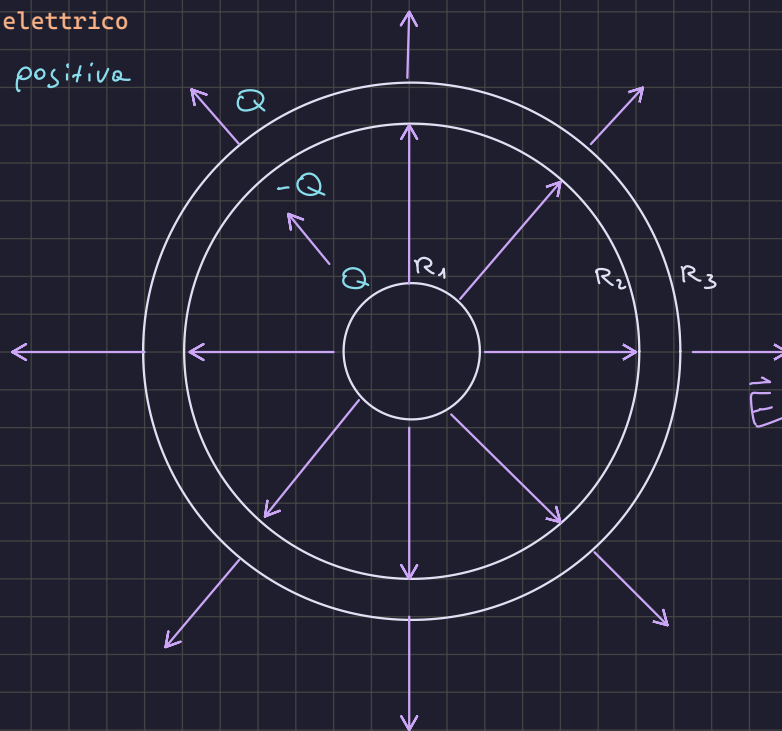 elettrico
positiva
Q
-Q
Q
R₁
R₂
R₃
E⃗